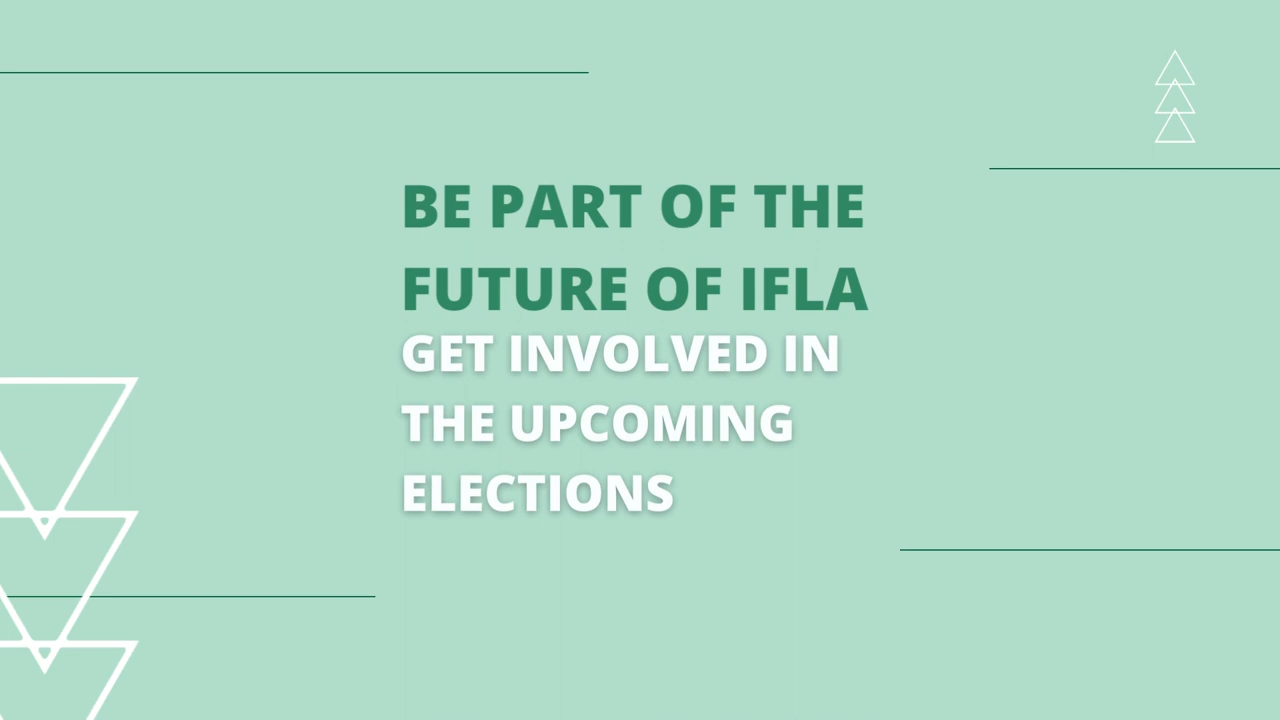 BE PART OF THE
FUTURE OF IFLA
GET INVOLVED IN
THE UPCOMING
ELECTIONS